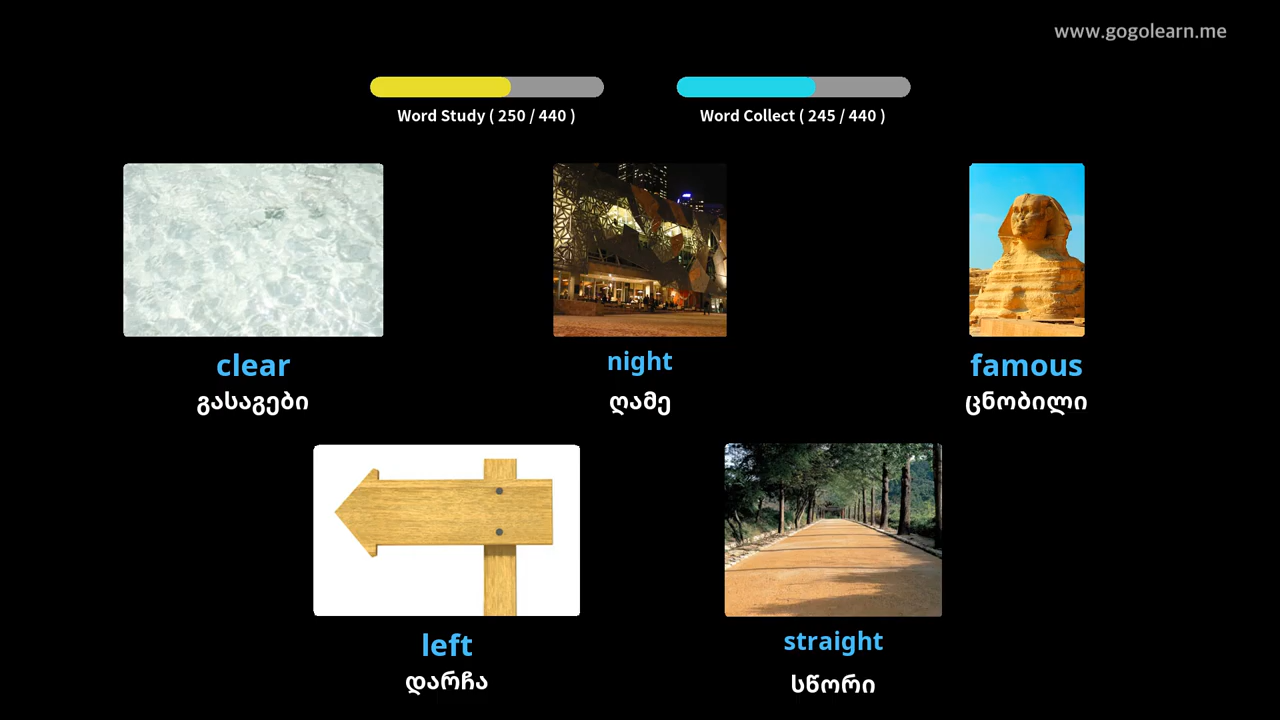 www.gogolearn.me
Word Study ( 250 / 440 )
Word Collect ( 245 / 440 )
clear
გასაგები
night
ღამე
famous
ცნობილი
left
დარჩა
straight
სწორი